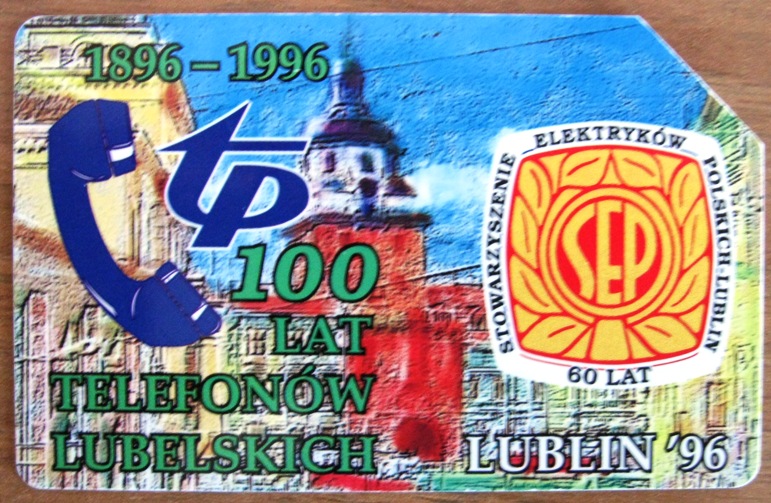 1896 – 1996
tp
100
LAT
TELEFONÓW
LUBELSKICH
STOWARZYSZENIE ELEKTRYKÓW POLSKICH-LUBLIN
SEP
60 LAT
LUBLIN '96